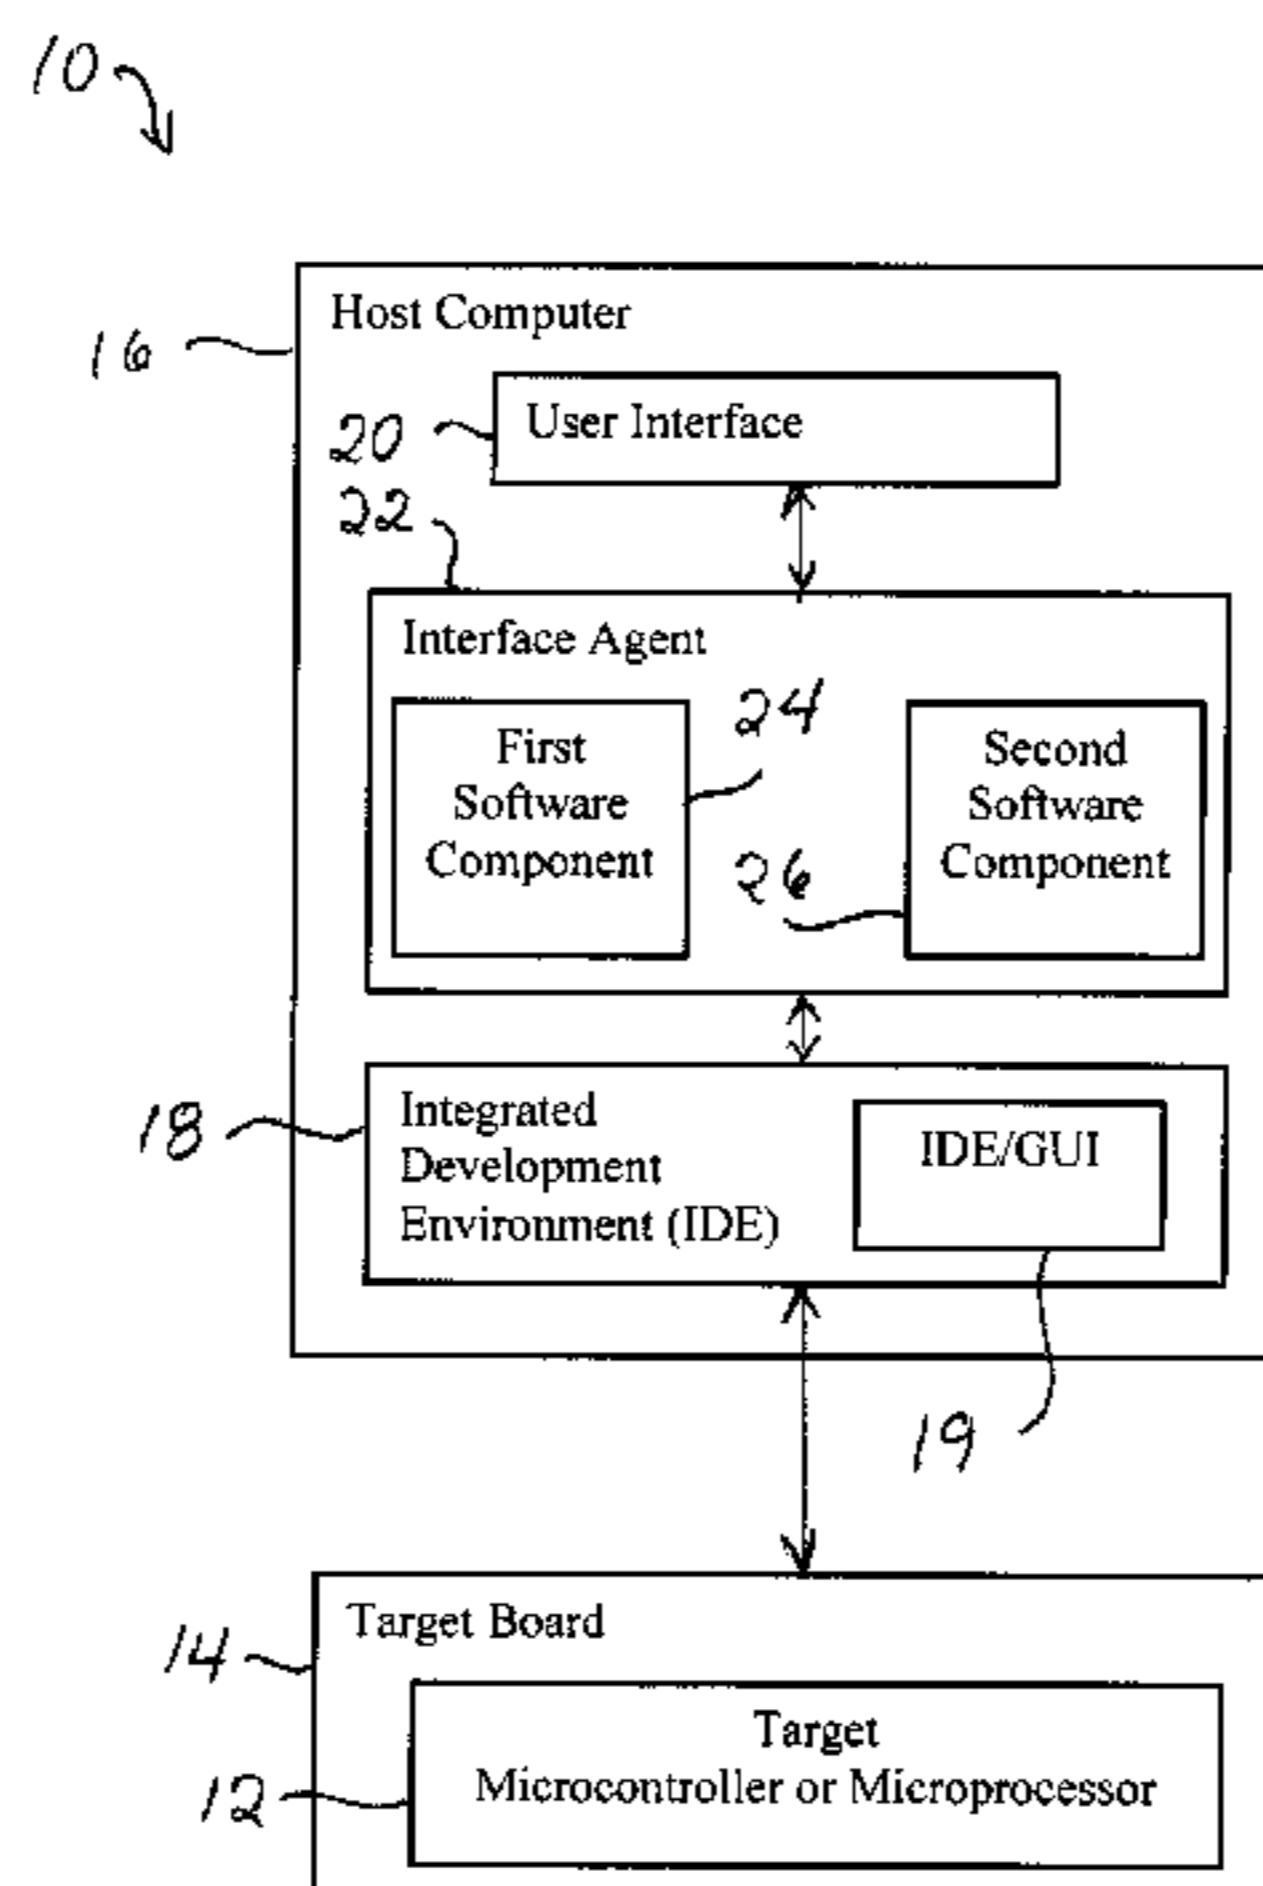 10
Host Computer
16
User Interface
20
22
Interface Agent
24
First
Software
Component
Second
Software
Component
26
18
Integrated
Development
Environment (IDE)
IDE/GUI
19
Target Board
14
Target
Microcontroller or Microprocessor
12